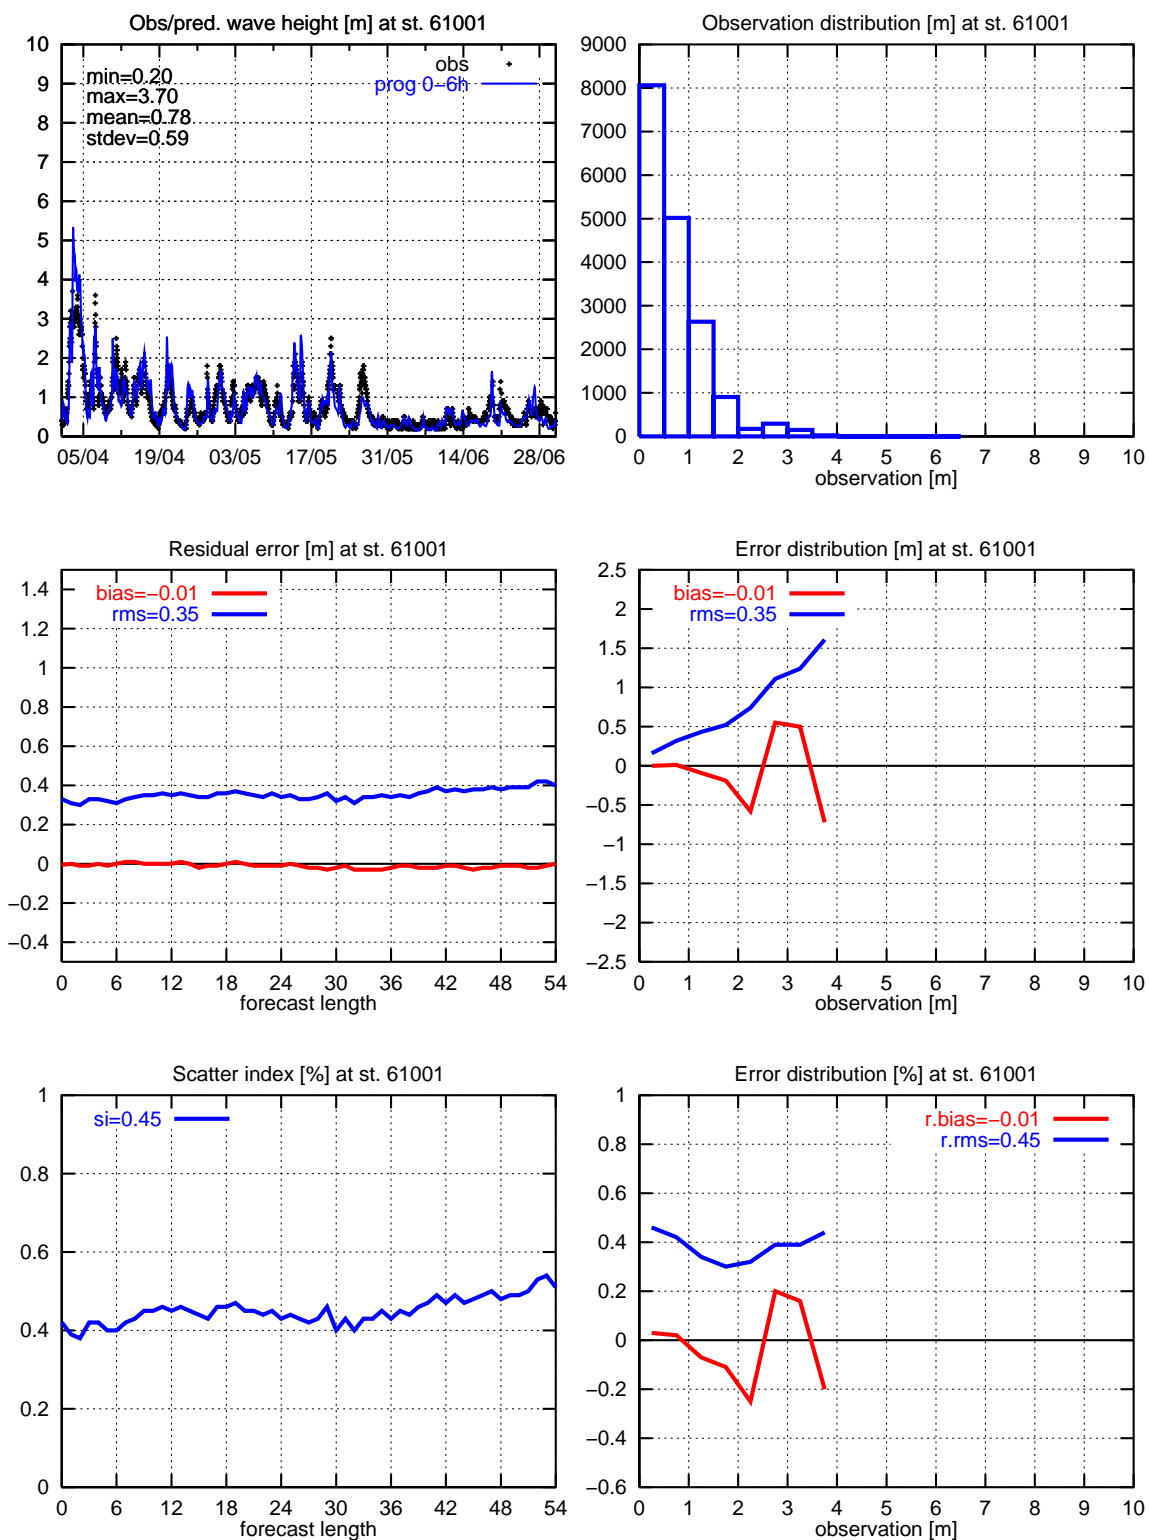 Obs/pred. wave height [m] at st. 61001
10
9
8
7
6
5
4
3
2
1
0
min=0.20
max=3.70
mean=0.78
stdev=0.59
obs
prog 0−6h
05/04 19/04 03/05 17/05 31/05 14/06 28/06
Observation distribution [m] at st. 61001
9000
8000
7000
6000
5000
4000
3000
2000
1000
0
0 1 2 3 4 5 6 7 8 9 10
observation [m]
Residual error [m] at st. 61001
1.4
1.2
1
0.8
0.6
0.4
0.2
0
−0.2
−0.4
bias=−0.01
rms=0.35
0 6 12 18 24 30 36 42 48 54
forecast length
Error distribution [m] at st. 61001
2.5
2
1.5
1
0.5
0
−0.5
−1
−1.5
−2
−2.5
bias=−0.01
rms=0.35
0 1 2 3 4 5 6 7 8 9 10
observation [m]
Scatter index [%] at st. 61001
1
0.8
0.6
0.4
0.2
0
si=0.45
0 6 12 18 24 30 36 42 48 54
forecast length
Error distribution [%] at st. 61001
1
0.8
0.6
0.4
0.2
0
−0.2
−0.4
−0.6
r.bias=−0.01
r.rms=0.45
0 1 2 3 4 5 6 7 8 9 10
observation [m]